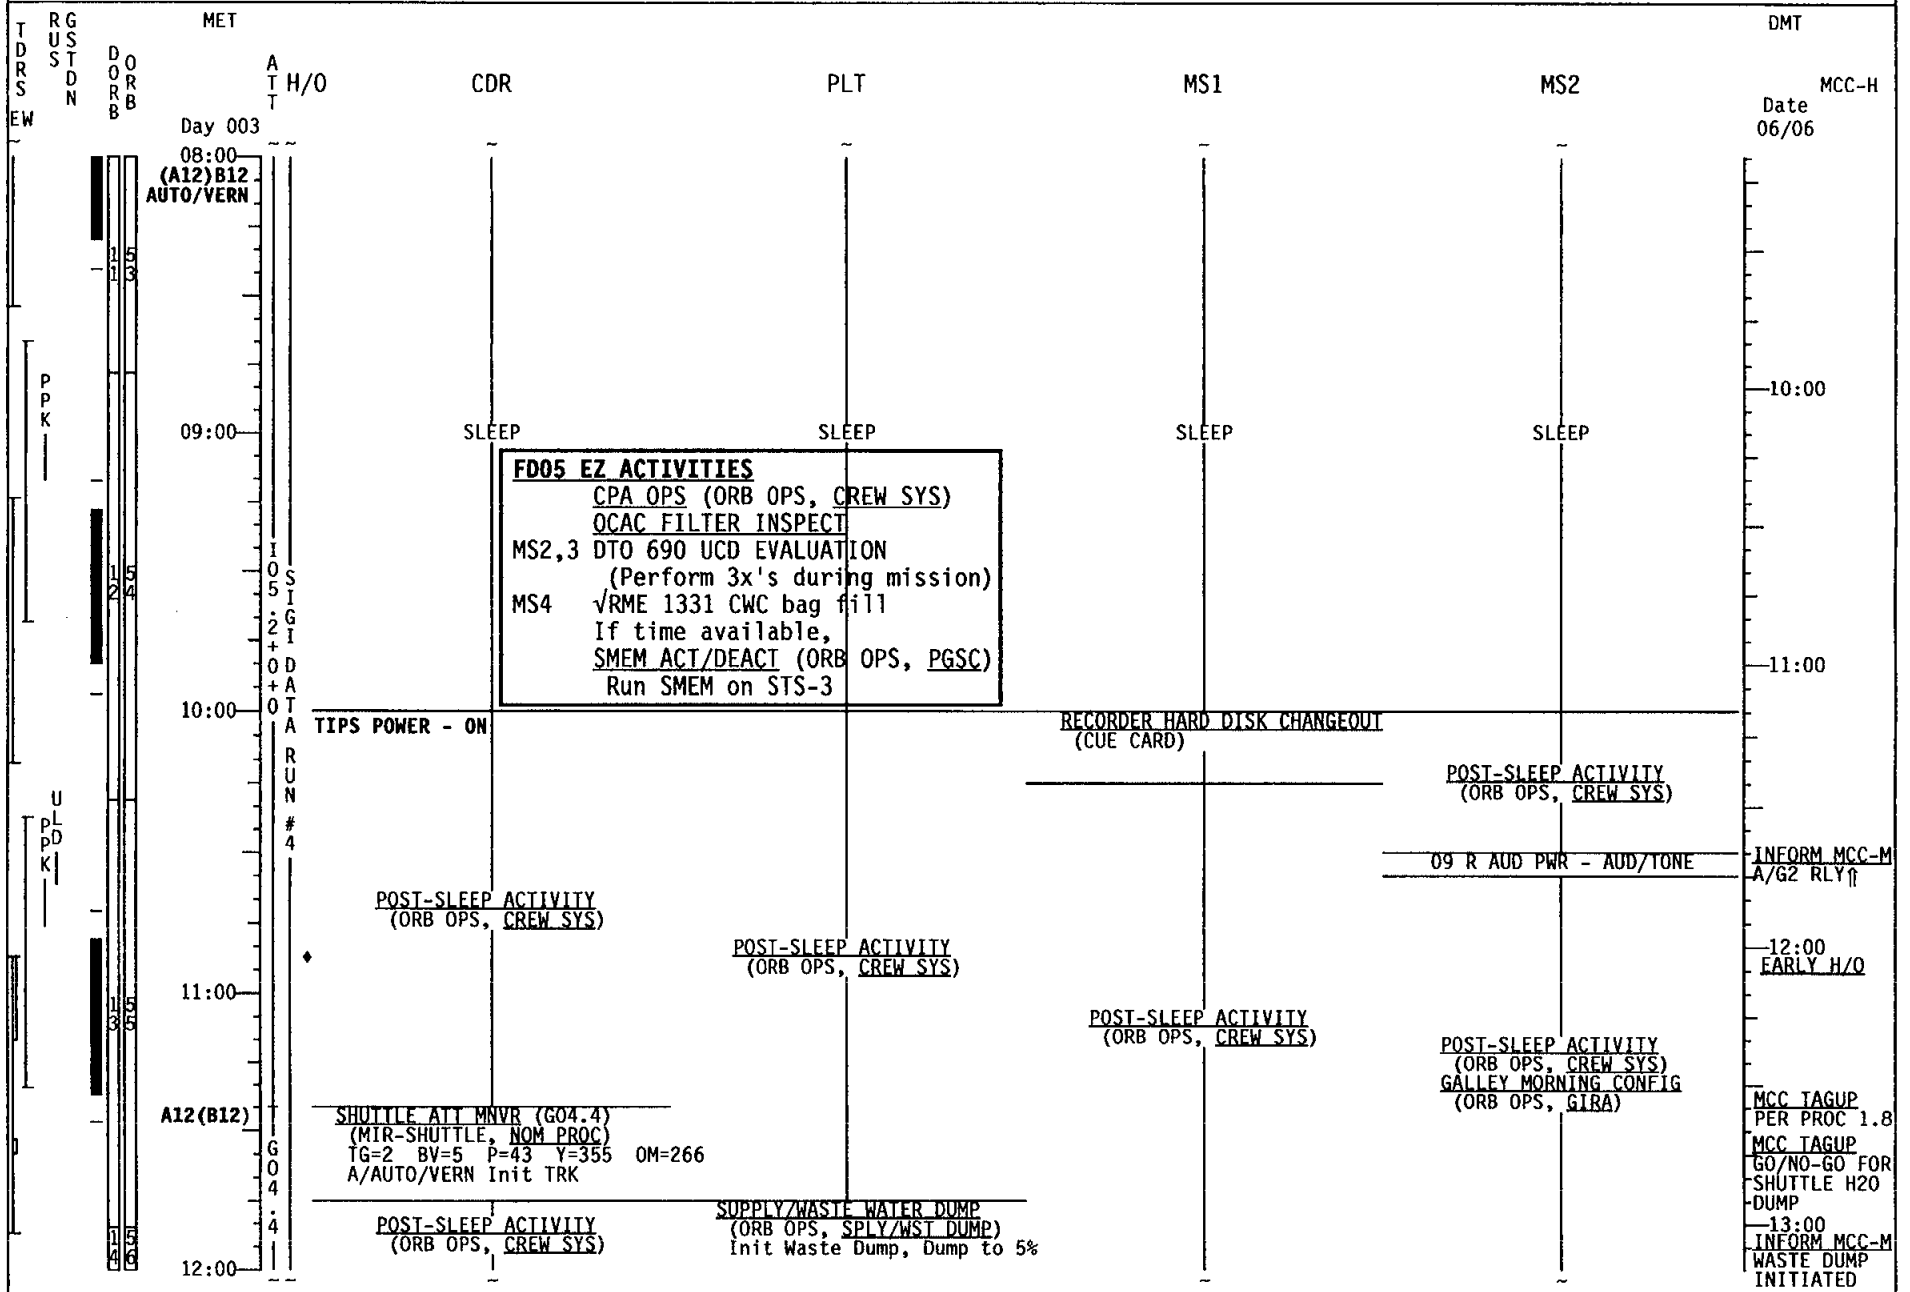 TDRS
EW
RUS
GSTDN
DORB
ORB
MET
ATT
H/O
CDR
PLT
MS1
MS2
DMT
MCC-H
Day 003
Date
06/06
08:00
(A12)B12
AUTO/VERN
11
53
PPK
10:00
09:00
SLEEP
SLEEP
SLEEP
SLEEP
FD05 EZ ACTIVITIES
CPA OPS (ORB OPS, CREW SYS)
OCAC FILTER INSPECT
MS2,3 DTO 690 UCD EVALUATION
(Perform 3x's during mission)
MS4 √RME 1331 CWC bag fill
If time available,
SMEM ACT/DEACT (ORB OPS, PGSC)
Run SMEM on STS-3
12
54
I05.2+0+0
SIGI DATA RUN #4
11:00
10:00
TIPS POWER - ON
RECORDER HARD DISK CHANGEOUT
(CUE CARD)
POST-SLEEP ACTIVITY
(ORB OPS, CREW SYS)
ULD
PPK
09 R AUD PWR - AUD/TONE
INFORM MCC-M
A/G2 RLY⇑
POST-SLEEP ACTIVITY
(ORB OPS, CREW SYS)
POST-SLEEP ACTIVITY
(ORB OPS, CREW SYS)
12:00
EARLY H/O
11:00
13
55
POST-SLEEP ACTIVITY
(ORB OPS, CREW SYS)
POST-SLEEP ACTIVITY
(ORB OPS, CREW SYS)
GALLEY MORNING CONFIG
(ORB OPS, GIRA)
A12(B12)
G04.4
SHUTTLE ATT MNVR (G04.4)
(MIR-SHUTTLE, NOM PROC)
TG=2 BV=5 P=43 Y=355 OM=266
A/AUTO/VERN Init TRK
MCC TAGUP
PER PROC 1.8
MCC TAGUP
GO/NO-GO FOR
SHUTTLE H20
DUMP
POST-SLEEP ACTIVITY
(ORB OPS, CREW SYS)
SUPPLY/WASTE WATER DUMP
(ORB OPS, SPLY/WST DUMP)
Init Waste Dump, Dump to 5%
13:00
INFORM MCC-M
WASTE DUMP
INITIATED
14
56
12:00